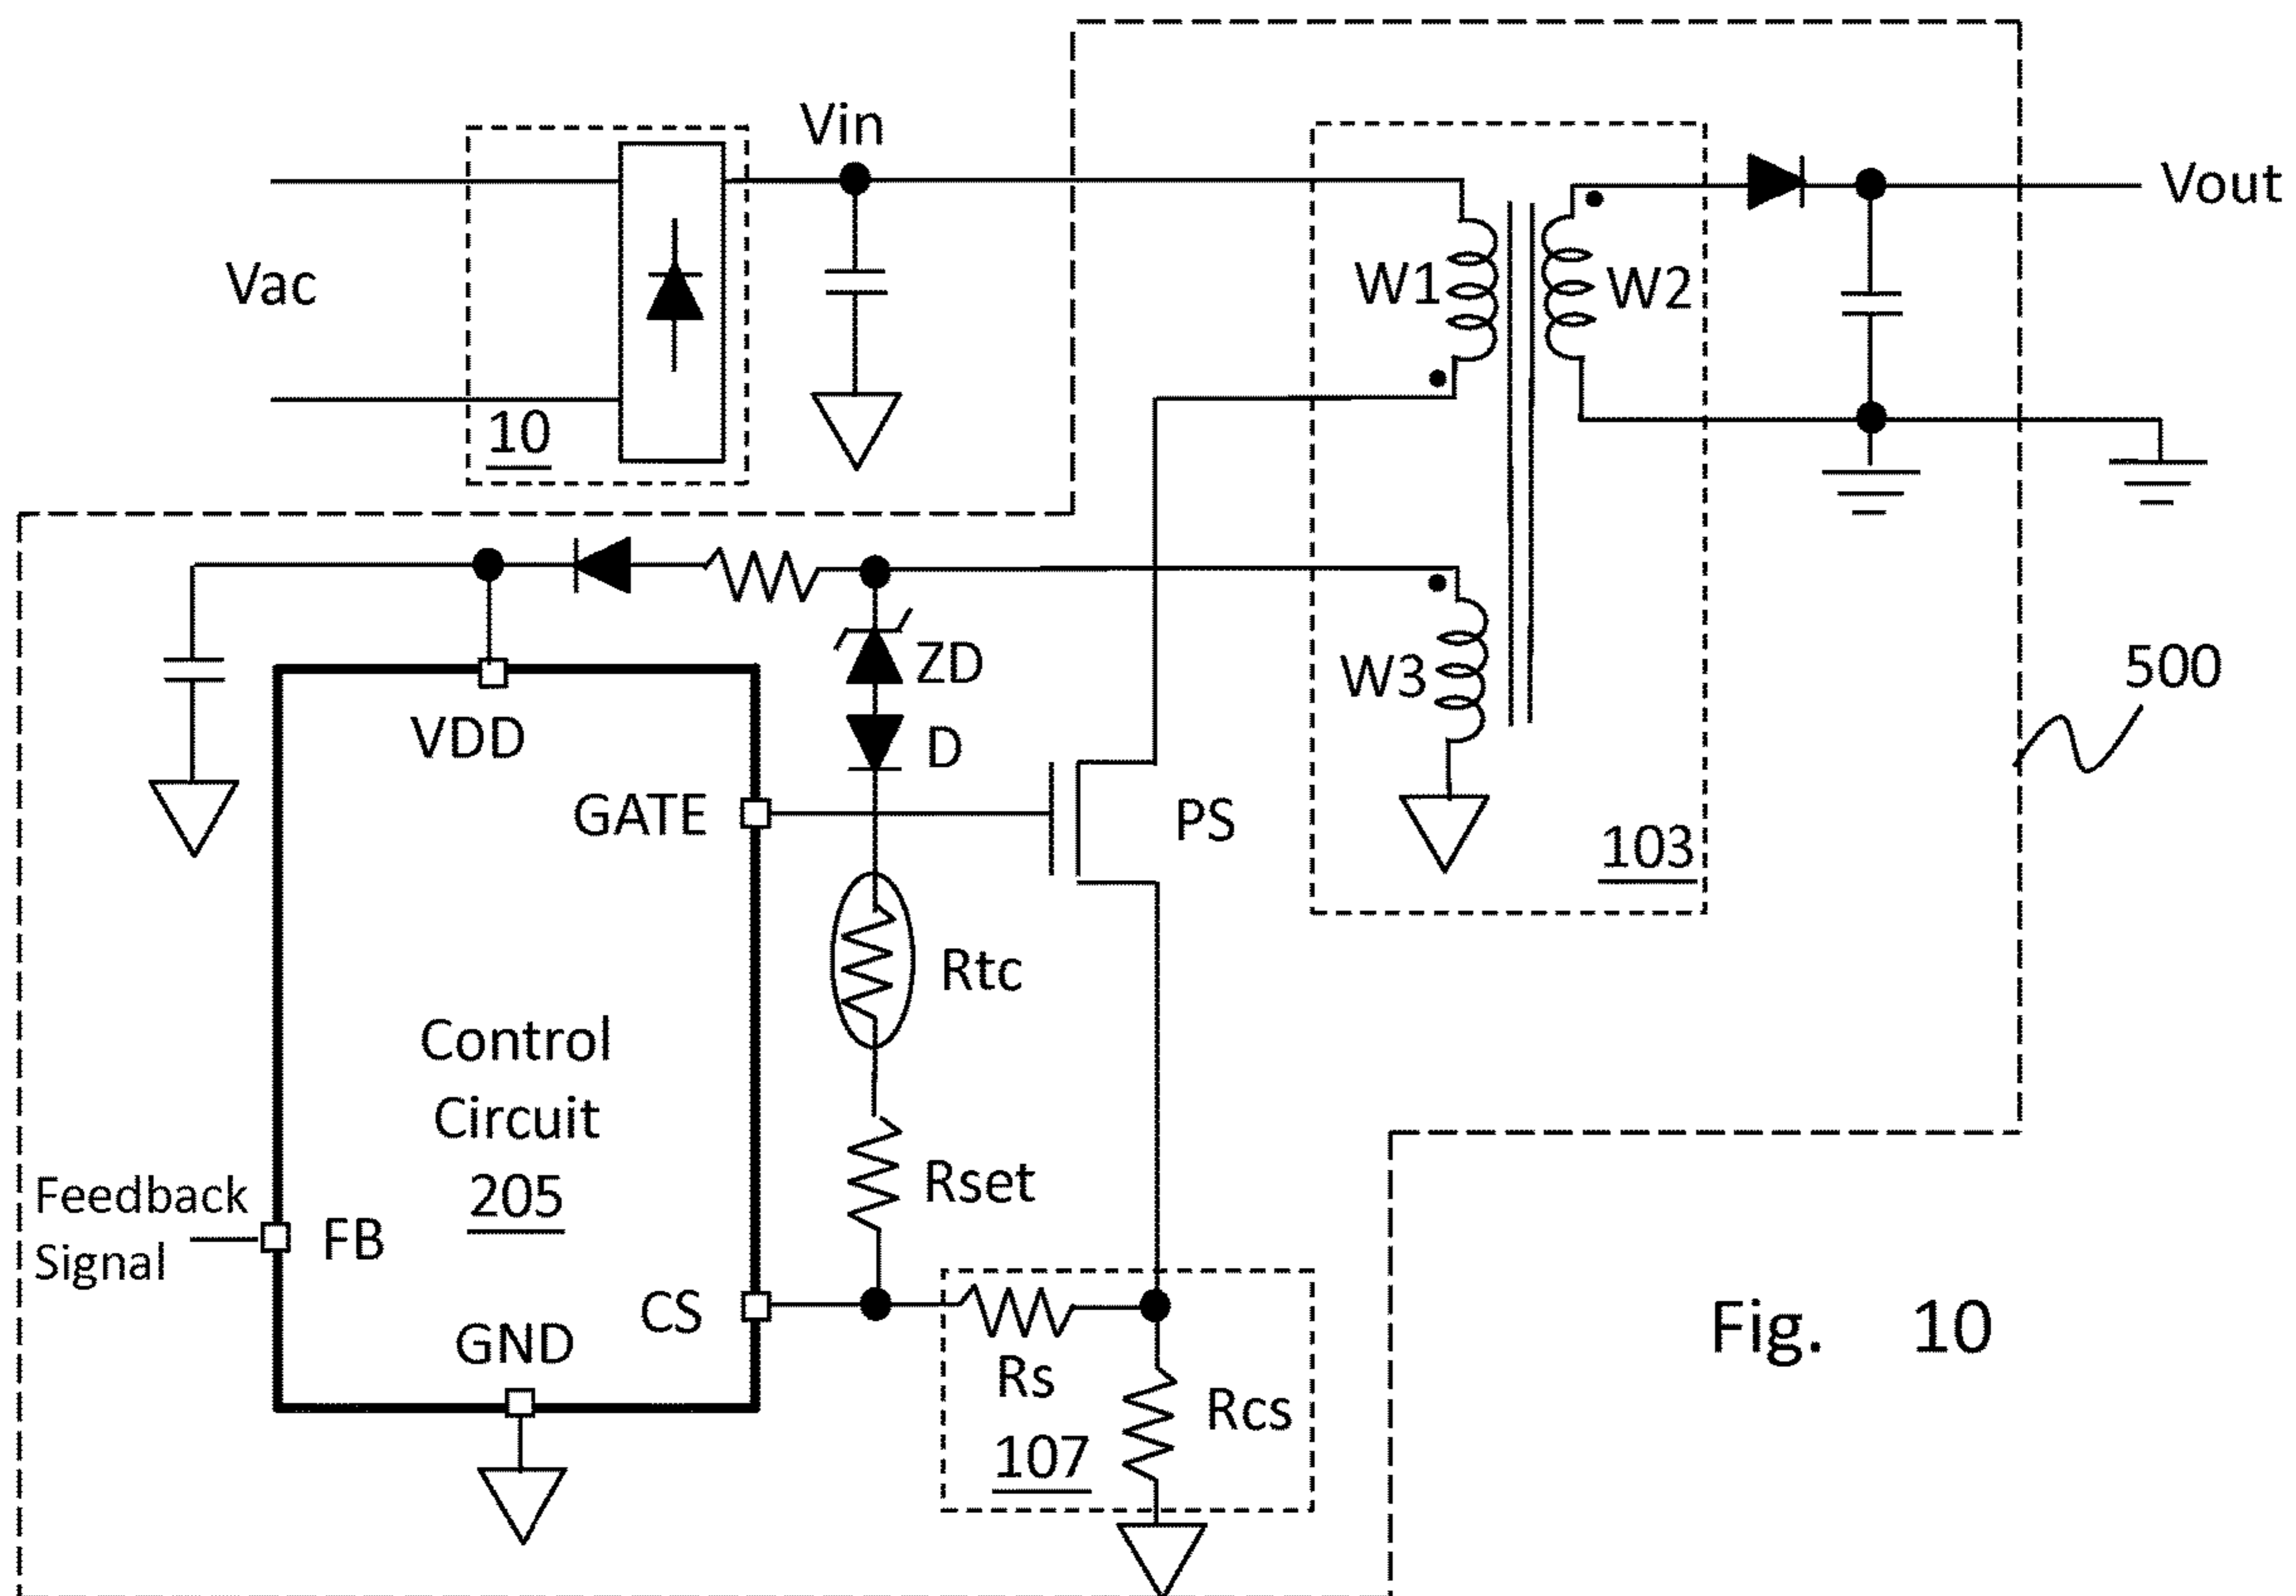 Vin
Vout
Vac
W1
W2
10
ZD
W3
500
VDD
D
GATE
PS
103
Rtc
Control
Circuit
205
Rset
Feedback
Signal
FB
CS
GND
Rs
Rcs
107
Fig. 10